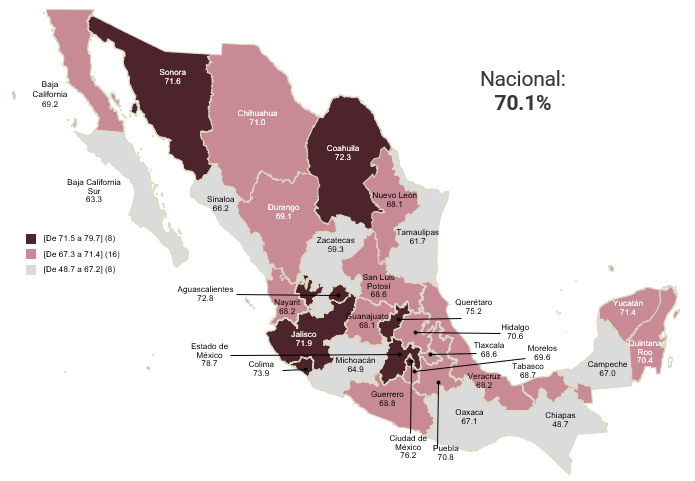 Nacional:
70.1%
Baja
California
69.2
Sonora
71.6
Chihuahua
71.0
Coahuila
72.3
Baja California
Sur
63.3
Sinaloa
66.2
Durango
69.1
Nuevo León
68.1
Tamaulipas
61.7
Zacatecas
59.3
[De 71.5 a 79.7] (8)
[De 67.3 a 71.4] (16)
[De 48.7 a 67.2] (8)
San Luis
Potosí
68.6
Aguascalientes
72.8
Nayarit
68.2
Guanajuato
68.1
Querétaro
75.2
Yucatán
71.4
Jalisco
71.9
Hidalgo
70.6
Quintana
Roo
70.4
Estado de
México
78.7
Tlaxcala
68.6
Morelos
69.6
Colima
73.9
Michoacán
64.9
Veracruz
68.2
Tabasco
68.7
Campeche
67.0
Guerrero
68.8
Oaxaca
67.1
Chiapas
48.7
Ciudad de
México
76.2
Puebla
70.8